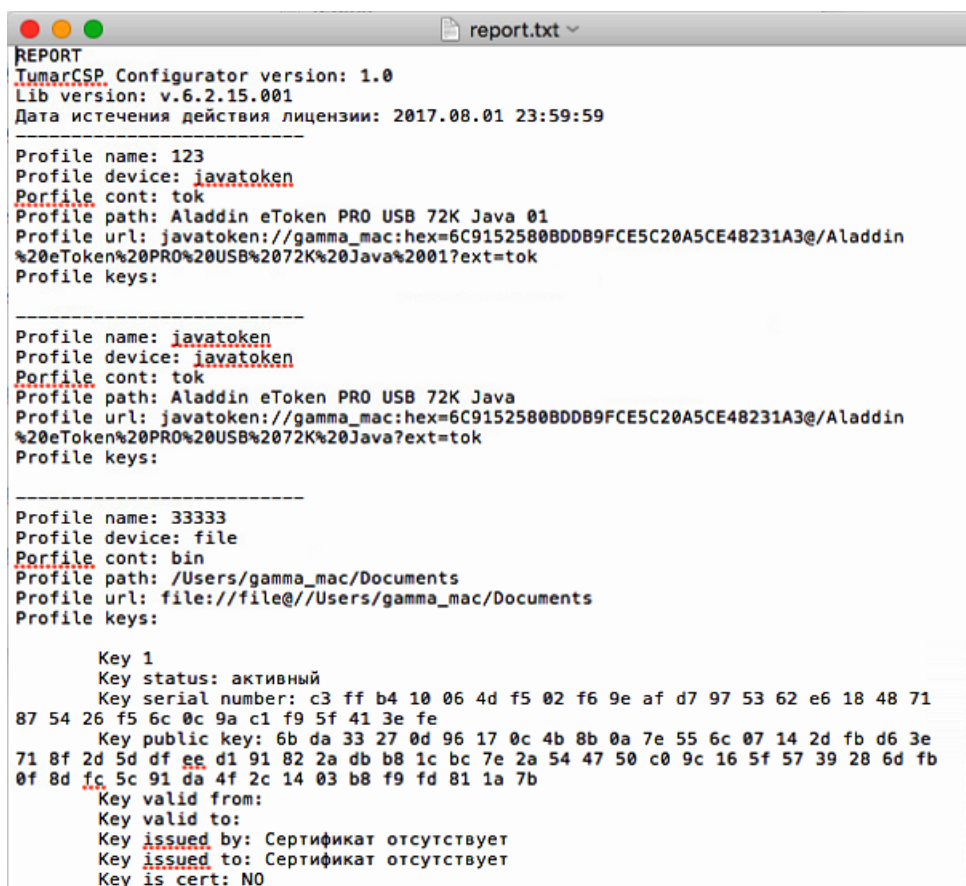 report.txt
REPORT
TumarCSP Configurator version: 1.0
Lib version: v.6.2.15.001
Дата истечения действия лицензии: 2017.08.01 23:59:59
----------------------------
Profile name: 123
Profile device: javatoken
Porfile cont: tok
Profile path: Aladdin eToken PRO USB 72K Java 01
Profile url: javatoken://gamma_mac:hex=6C9152580BDDB9FCE5C20A5CE48231A3@/Aladdin
%20eToken%20PRO%20USB%2072K%20Java%2001?ext=tok
Profile keys:
----------------------------
Profile name: javatoken
Profile device: javatoken
Porfile cont: tok
Profile path: Aladdin eToken PRO USB 72K Java
Profile url: javatoken://gamma_mac:hex=6C9152580BDDB9FCE5C20A5CE48231A3@/Aladdin
%20eToken%20PRO%20USB%2072K%20Java?ext=tok
Profile keys:
----------------------------
Profile name: 33333
Profile device: file
Porfile cont: bin
Profile path: /Users/gamma_mac/Documents
Profile url: file://file@//Users/gamma_mac/Documents
Profile keys:
Key 1
Key status: активный
Key serial number: c3 ff b4 10 06 4d f5 02 f6 9e af d7 97 53 62 e6 18 48 71
87 54 26 f5 6c 0c 9a c1 f9 5f 41 3e fe
Key public key: 6b da 33 27 0d 96 17 0c 4b 8b 0a 7e 55 6c 07 14 2d fb d6 3e
71 8f 2d 5d df ee d1 91 82 2a db b8 1c bc 7e 2a 54 47 50 c0 9c 16 5f 57 39 28 6d fb
0f 8d fc 5c 91 da 4f 2c 14 03 b8 f9 fd 81 1a 7b
Key valid from:
Key valid to:
Key issued by: Сертификат отсутствует
Key issued to: Сертификат отсутствует
Key is cert: NO